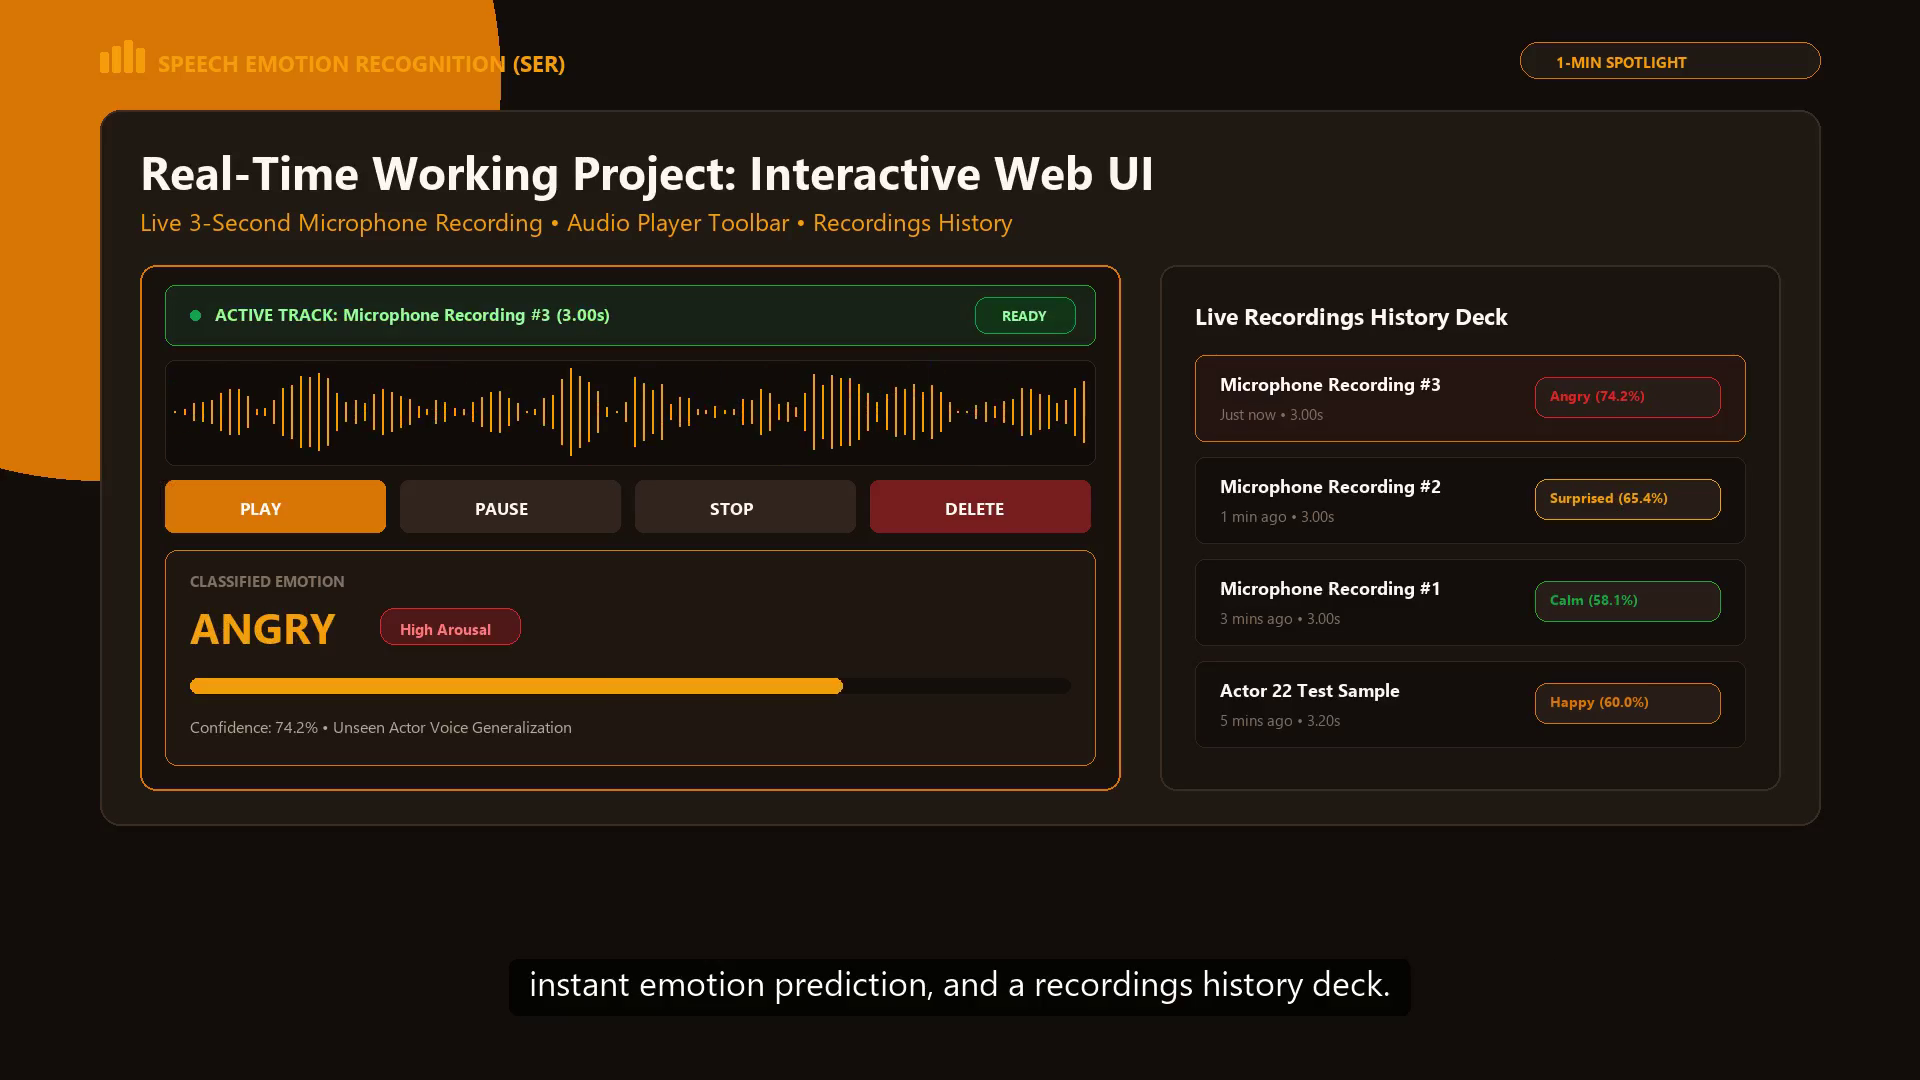 SPEECH EMOTION RECOGNITION (SER)
1-MIN SPOTLIGHT
Real-Time Working Project: Interactive Web UI
Live 3-Second Microphone Recording • Audio Player Toolbar • Recordings History
ACTIVE TRACK: Microphone Recording #3 (3.00s)
READY
PLAY
PAUSE
STOP
DELETE
CLASSIFIED EMOTION
ANGRY
High Arousal
Confidence: 74.2% • Unseen Actor Voice Generalization
Live Recordings History Deck
Microphone Recording #3
Angry (74.2%)
Just now • 3.00s
Microphone Recording #2
Surprised (65.4%)
1 min ago • 3.00s
Microphone Recording #1
Calm (58.1%)
3 mins ago • 3.00s
Actor 22 Test Sample
Happy (60.0%)
5 mins ago • 3.20s
instant emotion prediction, and a recordings history deck.